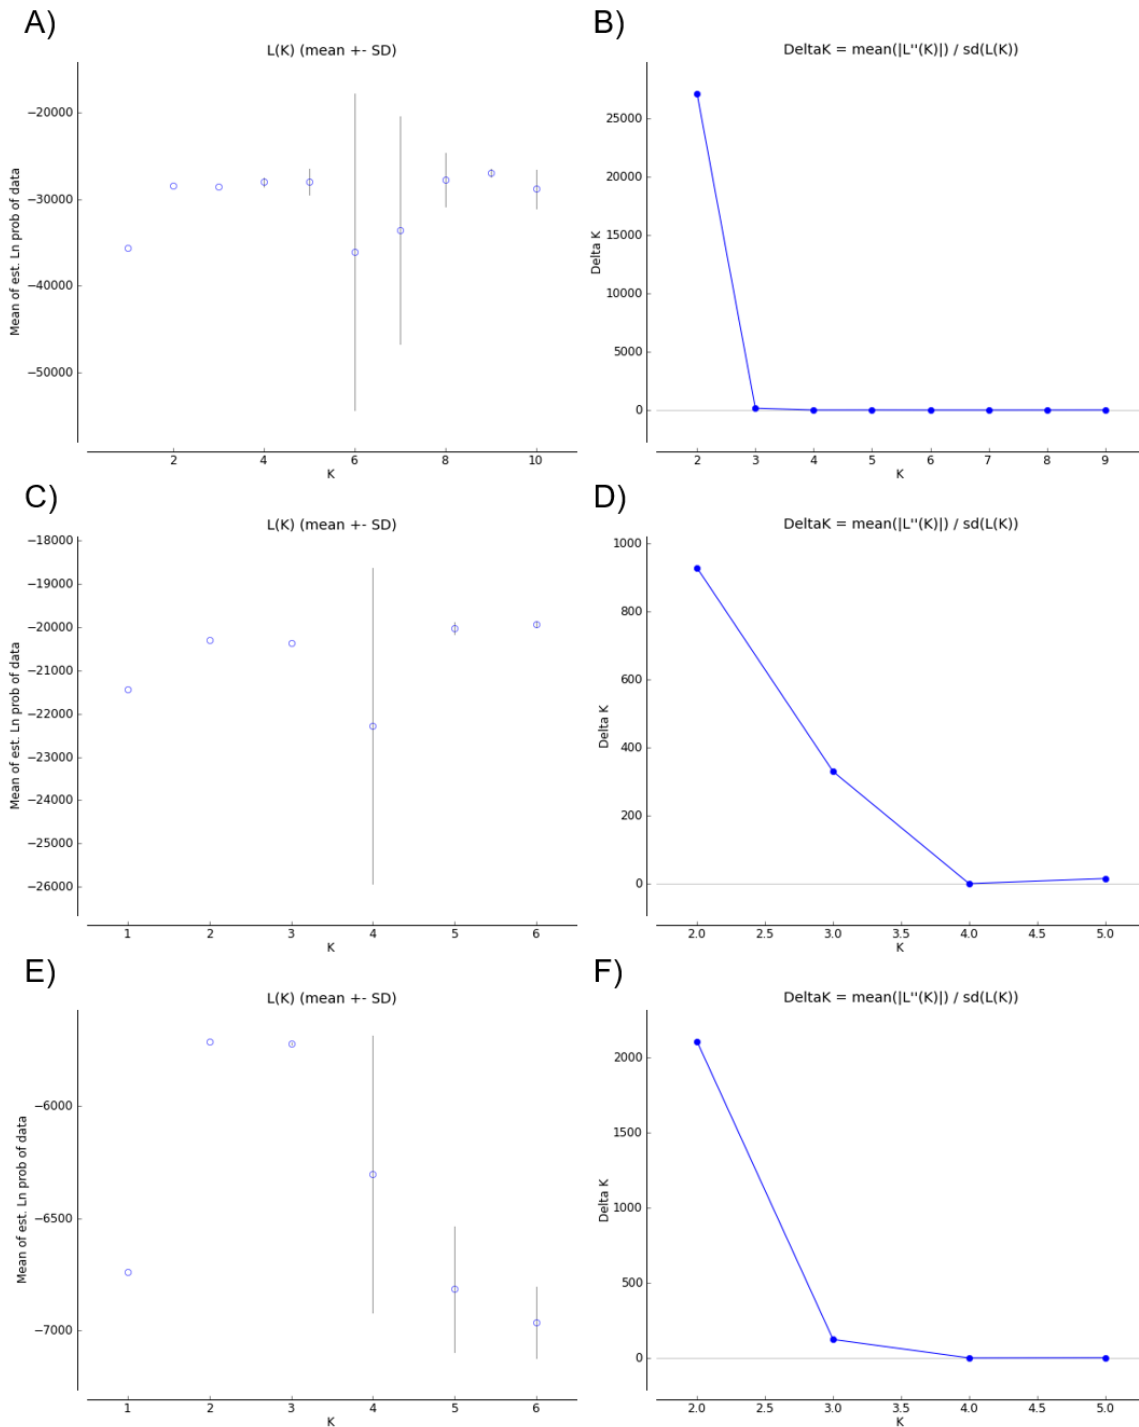 A)
L(K) (mean +- SD)
Mean of est. Ln prob of data
−20000
−30000
−40000
−50000
2 4 6 8 10
K
B)
DeltaK = mean(|L''(K)|) / sd(L(K))
Delta K
25000
20000
15000
10000
5000
0
2 3 4 5 6 7 8 9
K
C)
L(K) (mean +- SD)
Mean of est. Ln prob of data
−18000
−19000
−20000
−21000
−22000
−23000
−24000
−25000
−26000
1 2 3 4 5 6
K
D)
DeltaK = mean(|L''(K)|) / sd(L(K))
Delta K
1000
800
600
400
200
0
2.0 2.5 3.0 3.5 4.0 4.5 5.0
K
E)
L(K) (mean +- SD)
Mean of est. Ln prob of data
−6000
−6500
−7000
1 2 3 4 5 6
K
F)
DeltaK = mean(|L''(K)|) / sd(L(K))
Delta K
2000
1500
1000
500
0
2.0 2.5 3.0 3.5 4.0 4.5 5.0
K